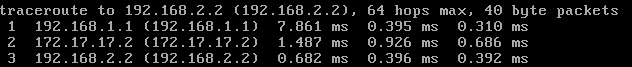 traceroute to 192.168.2.2 (192.168.2.2), 64 hops max, 40 byte packets
1 192.168.1.1 (192.168.1.1) 7.861 ms 0.395 ms 0.310 ms
2 172.17.17.2 (172.17.17.2) 1.487 ms 0.926 ms 0.686 ms
3 192.168.2.2 (192.168.2.2) 0.682 ms 0.396 ms 0.392 ms